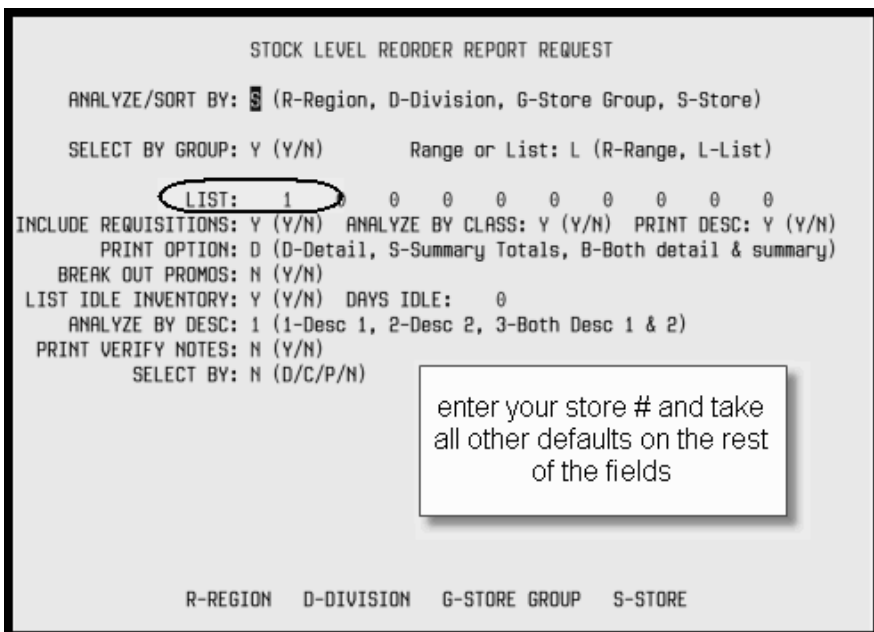 STOCK LEVEL REORDER REPORT REQUEST
ANALYZE/SORT BY: S (R-Region, D-Division, G-Store Group, S-Store)
SELECT BY GROUP: Y (Y/N) Range or List: L (R-Range, L-List)
LIST: 1 0 0 0 0 0 0 0 0 0
INCLUDE REQUISITIONS: Y (Y/N) ANALYZE BY CLASS: Y (Y/N) PRINT DESC: Y (Y/N)
PRINT OPTION: D (D-Detail, S-Summary Totals, B-Both detail & summary)
BREAK OUT PROMOS: N (Y/N)
LIST IDLE INVENTORY: Y (Y/N) DAYS IDLE: 0
ANALYZE BY DESC: 1 (1-Desc 1, 2-Desc 2, 3-Both Desc 1 & 2)
PRINT VERIFY NOTES: N (Y/N)
SELECT BY: N (D/C/P/N)
enter your store # and take
all other defaults on the rest
of the fields
R-REGION D-DIVISION G-STORE GROUP S-STORE